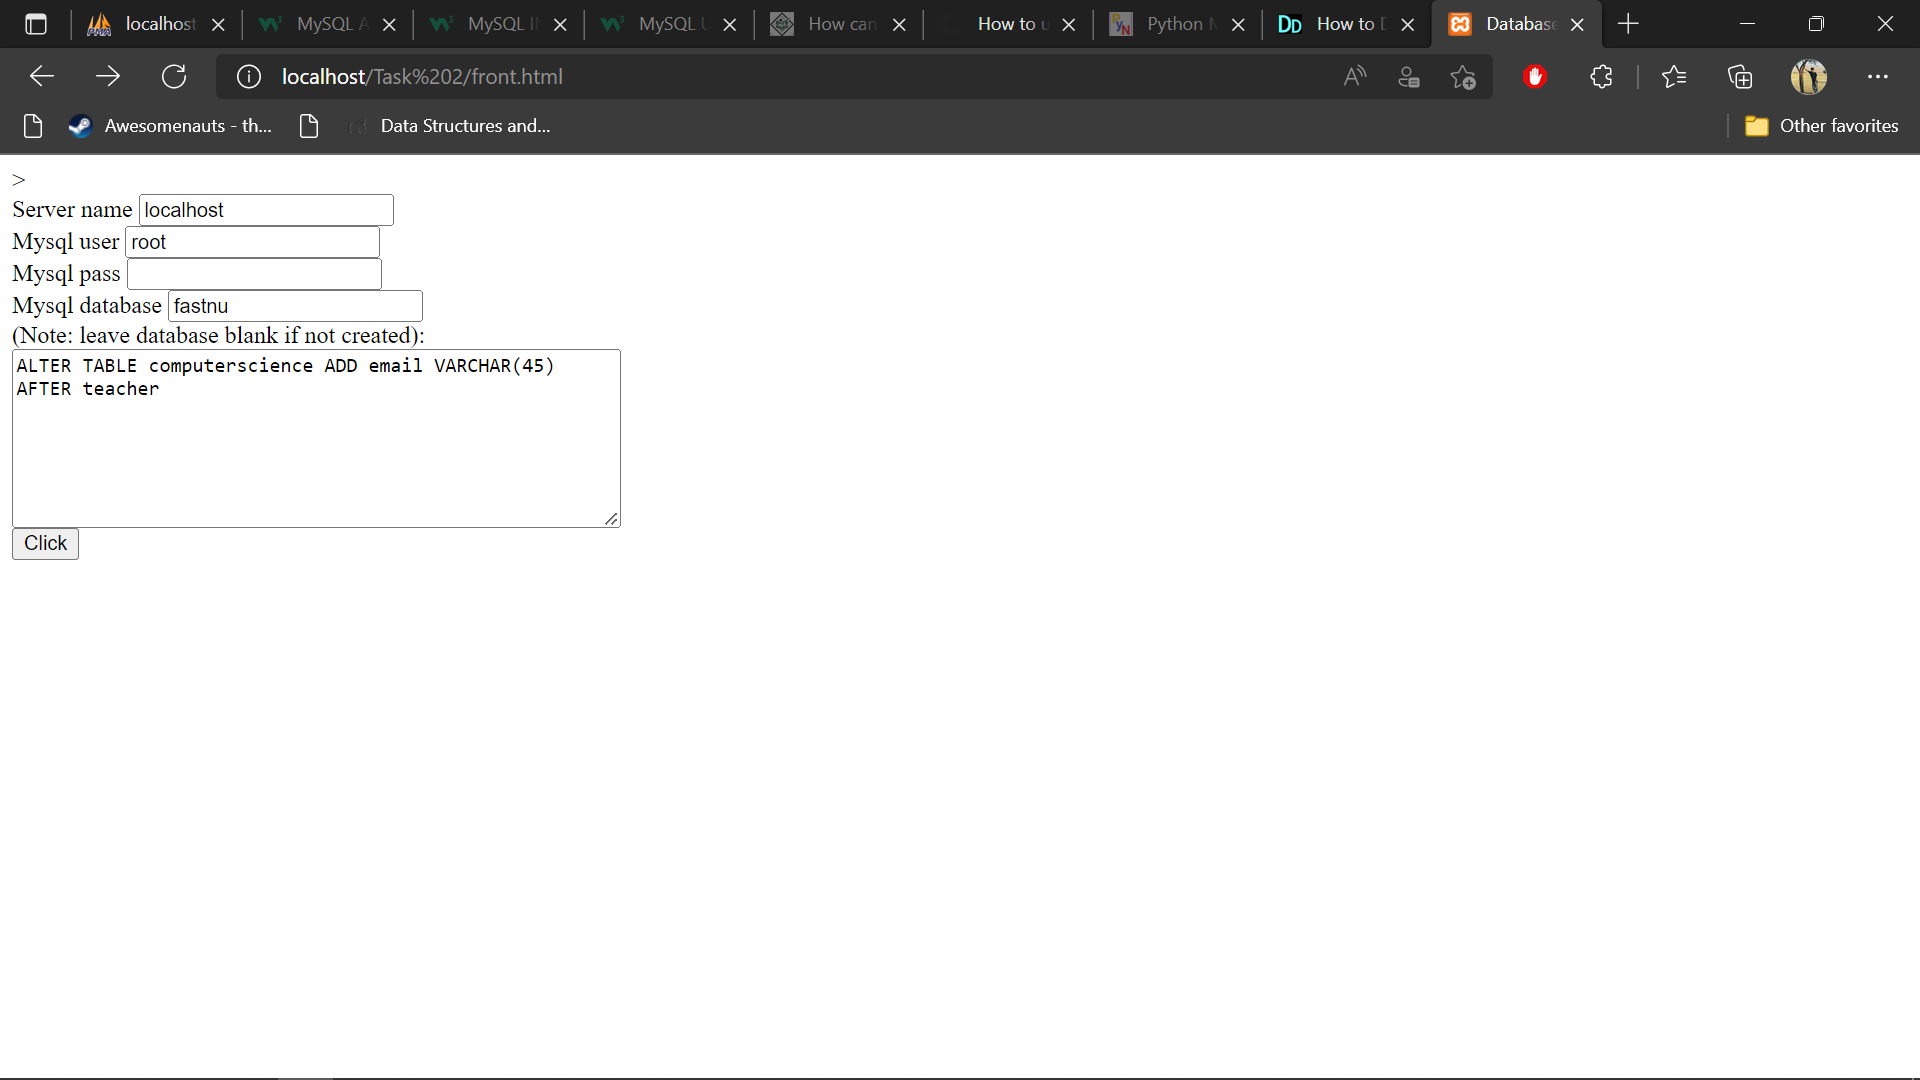 localhost
MySQL A
MySQL I
MySQL U
How can
How to u
Python M
How to D
Database
localhost/Task%202/front.html
Awesomenauts - th...
Data Structures and...
Other favorites
>
Server name localhost
Mysql user root
Mysql pass
Mysql database fastnu
(Note: leave database blank if not created):
ALTER TABLE computerscience ADD email VARCHAR(45)
AFTER teacher
Click